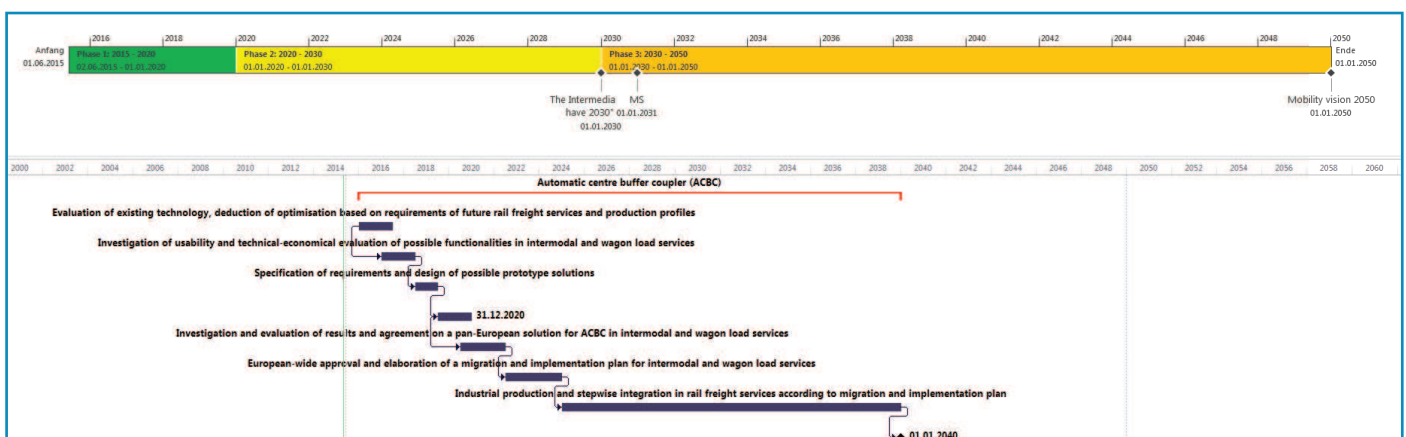 2016 2018 2020 2022 2024 2026 2028 2030 2032 2034 2036 2038 2040 2042 2044 2046 2048 2050
Anfang
01.06.2015
Phase 1: 2015 - 2020
02.06.2015 - 01.01.2020
Phase 2: 2020 - 2030
01.01.2020 - 01.01.2030
Phase 3: 2030 - 2050
01.01.2030 - 01.01.2050
Ende
01.01.2050
The Intermedia
have 2030"
01.01.2030
MS
01.01.2031
Mobility vision 2050
01.01.2050
2000 2002 2004 2006 2008 2010 2012 2014 2016 2018 2020 2022 2024 2026 2028 2030 2032 2034 2036 2038 2040 2042 2044 2046 2048 2050 2052 2054 2056 2058 2060
Automatic centre buffer coupler (ACBC)
Evaluation of existing technology, deduction of optimisation based on requirements of future rail freight services and production profiles
Investigation of usability and technical-economical evaluation of possible functionalities in intermodal and wagon load services
Specification of requirements and design of possible prototype solutions
31.12.2020
Investigation and evaluation of results and agreement on a pan-European solution for ACBC in intermodal and wagon load services
European-wide approval and elaboration of a migration and implementation plan for intermodal and wagon load services
Industrial production and stepwise integration in rail freight services according to migration and implementation plan
01.01.2040